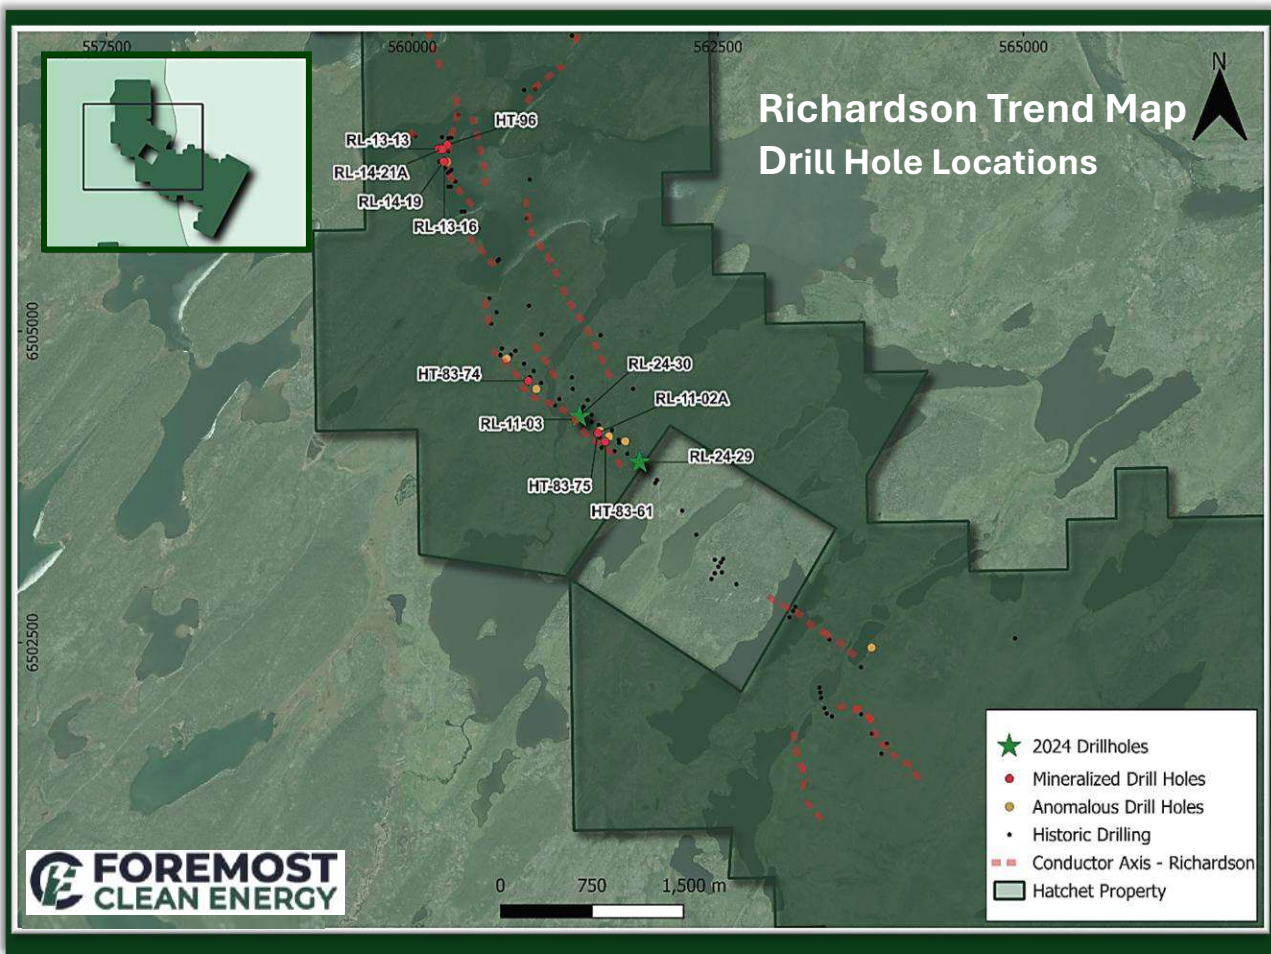 557500
560000
562500
565000
N
Richardson Trend Map
Drill Hole Locations
HT-96
RL-13-13
RL-14-21A
RL-14-19
RL-13-16
6505000
HT-83-74
RL-24-30
RL-11-02A
RL-11-03
RL-24-29
HT-83-75
HT-83-61
6502500
2024 Drillholes
Mineralized Drill Holes
Anomalous Drill Holes
Historic Drilling
Conductor Axis - Richardson
Hatchet Property
FOREMOST
CLEAN ENERGY
0 750 1,500 m